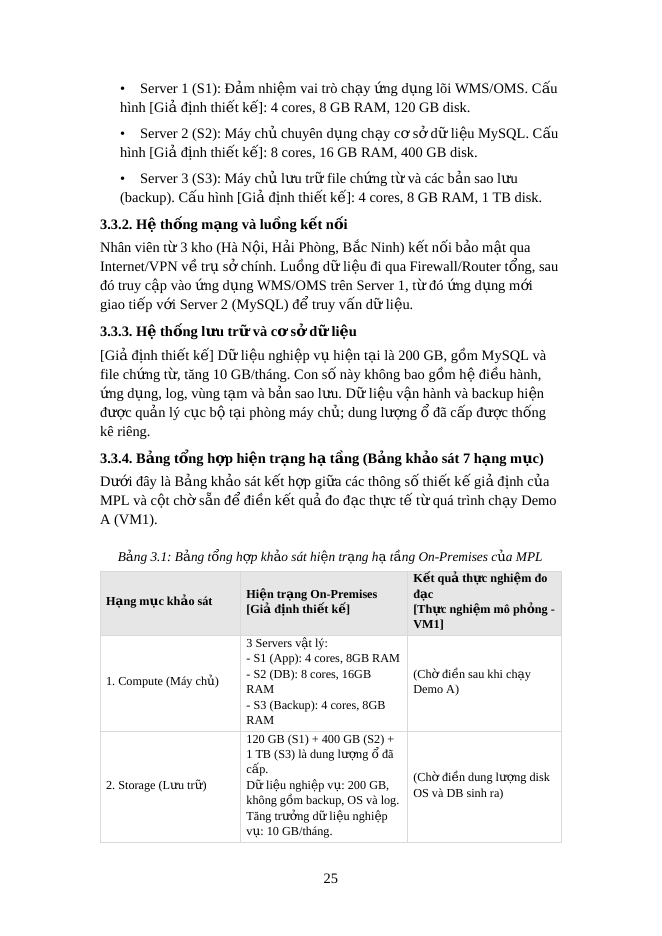 • Server 1 (S1): Đảm nhiệm vai trò chạy ứng dụng lõi WMS/OMS. Cấu
hình [Giả định thiết kế]: 4 cores, 8 GB RAM, 120 GB disk.
• Server 2 (S2): Máy chủ chuyên dụng chạy cơ sở dữ liệu MySQL. Cấu
hình [Giả định thiết kế]: 8 cores, 16 GB RAM, 400 GB disk.
• Server 3 (S3): Máy chủ lưu trữ file chứng từ và các bản sao lưu
(backup). Cấu hình [Giả định thiết kế]: 4 cores, 8 GB RAM, 1 TB disk.
3.3.2. Hệ thống mạng và luồng kết nối
Nhân viên từ 3 kho (Hà Nội, Hải Phòng, Bắc Ninh) kết nối bảo mật qua
Internet/VPN về trụ sở chính. Luồng dữ liệu đi qua Firewall/Router tổng, sau
đó truy cập vào ứng dụng WMS/OMS trên Server 1, từ đó ứng dụng mới
giao tiếp với Server 2 (MySQL) để truy vấn dữ liệu.
3.3.3. Hệ thống lưu trữ và cơ sở dữ liệu
[Giả định thiết kế] Dữ liệu nghiệp vụ hiện tại là 200 GB, gồm MySQL và
file chứng từ, tăng 10 GB/tháng. Con số này không bao gồm hệ điều hành,
ứng dụng, log, vùng tạm và bản sao lưu. Dữ liệu vận hành và backup hiện
được quản lý cục bộ tại phòng máy chủ; dung lượng ổ đã cấp được thống
kê riêng.
3.3.4. Bảng tổng hợp hiện trạng hạ tầng (Bảng khảo sát 7 hạng mục)
Dưới đây là Bảng khảo sát kết hợp giữa các thông số thiết kế giả định của
MPL và cột chờ sẵn để điền kết quả đo đạc thực tế từ quá trình chạy Demo
A (VM1).
Bảng 3.1: Bảng tổng hợp khảo sát hiện trạng hạ tầng On-Premises của MPL
Hạng mục khảo sát
Hiện trạng On-Premises
[Giả định thiết kế]
Kết quả thực nghiệm đo
đạc
[Thực nghiệm mô phỏng -
VM1]
1. Compute (Máy chủ)
3 Servers vật lý:
- S1 (App): 4 cores, 8GB RAM
- S2 (DB): 8 cores, 16GB
RAM
- S3 (Backup): 4 cores, 8GB
RAM
(Chờ điền sau khi chạy
Demo A)
2. Storage (Lưu trữ)
120 GB (S1) + 400 GB (S2) +
1 TB (S3) là dung lượng ổ đã
cấp.
Dữ liệu nghiệp vụ: 200 GB,
không gồm backup, OS và log.
Tăng trưởng dữ liệu nghiệp
vụ: 10 GB/tháng.
(Chờ điền dung lượng disk
OS và DB sinh ra)
25